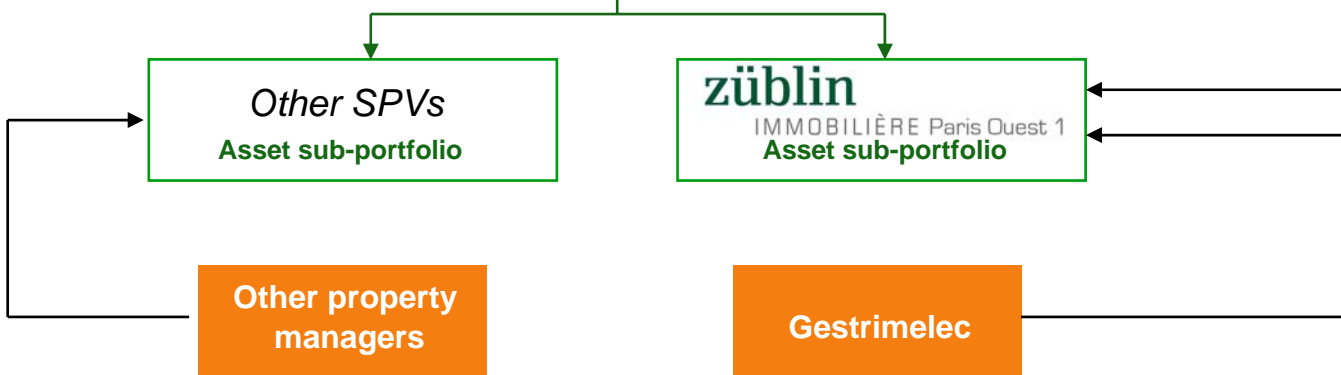 Other SPVs
Asset sub-portfolio
züblin
IMMOBILIÈRE Paris Ouest 1
Asset sub-portfolio
Other property
managers
Gestrimelec